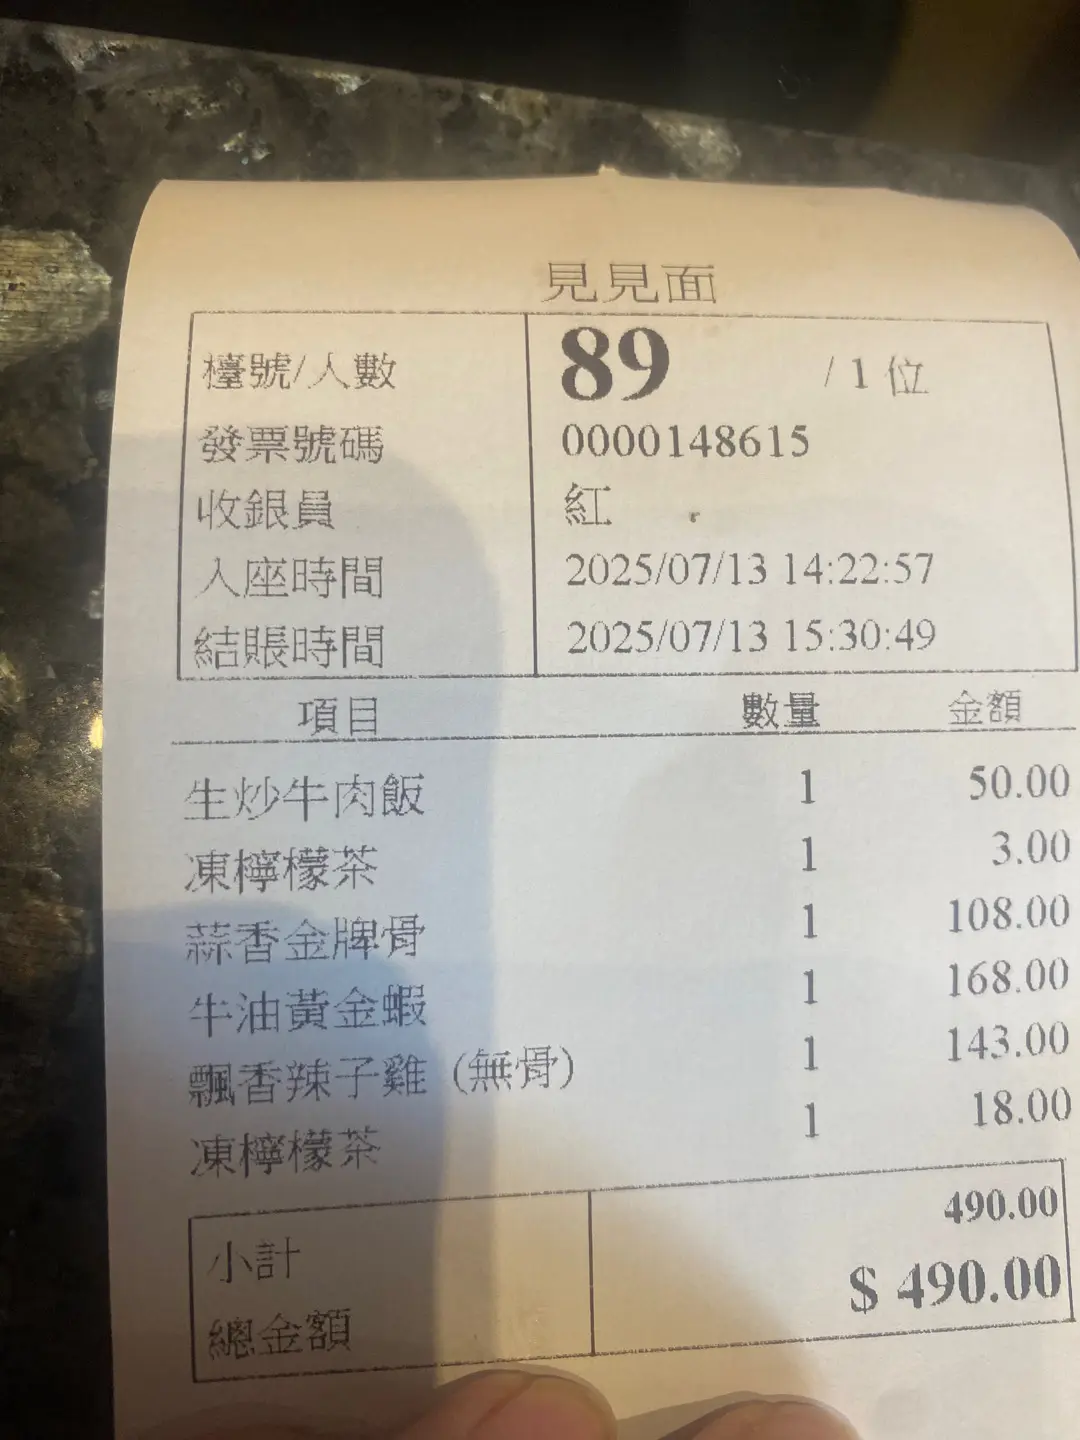 見見面
檯號/人數 89 / 1 位
發票號碼 0000148615
收銀員 紅
入座時間 2025/07/13 14:22:57
結賬時間 2025/07/13 15:30:49
項目 數量 金額
生炒牛肉飯 1 50.00
凍檸檬茶 1 3.00
蒜香金牌骨 1 108.00
牛油黃金蝦 1 168.00
飄香辣子雞 (無骨) 1 143.00
凍檸檬茶 1 18.00
小計 490.00
總金額 $ 490.00